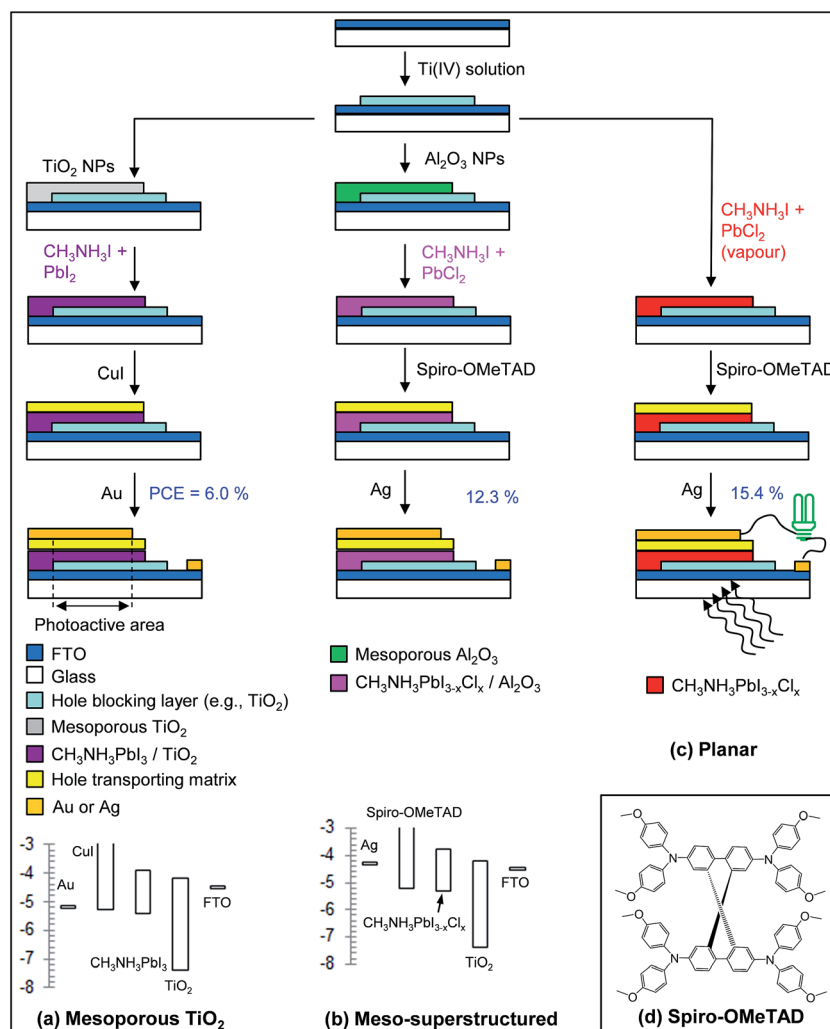 Ti(IV) solution
TiO₂ NPs
Al₂O₃ NPs
CH₃NH₃I +
PbI₂
CH₃NH₃I +
PbCl₂
CH₃NH₃I +
PbCl₂
(vapour)
CuI
Spiro-OMeTAD
Spiro-OMeTAD
Au
PCE = 6.0 %
Ag
12.3 %
Ag
15.4 %
Photoactive area
FTO
Glass
Hole blocking layer (e.g., TiO₂)
Mesoporous TiO₂
CH₃NH₃PbI₃ / TiO₂
Hole transporting matrix
Au or Ag
Mesoporous Al₂O₃
CH₃NH₃PbI₃₋ₓClₓ / Al₂O₃
CH₃NH₃PbI₃₋ₓClₓ
(c) Planar
-3
-4
-5
-6
-7
-8
Au
CuI
CH₃NH₃PbI₃
TiO₂
FTO
(a) Mesoporous TiO₂
-3
-4
-5
-6
-7
-8
Ag
Spiro-OMeTAD
CH₃NH₃PbI₃₋ₓClₓ
TiO₂
FTO
(b) Meso-superstructured
O
O
O
O
N
N
O
O
O
O
N
N
(d) Spiro-OMeTAD